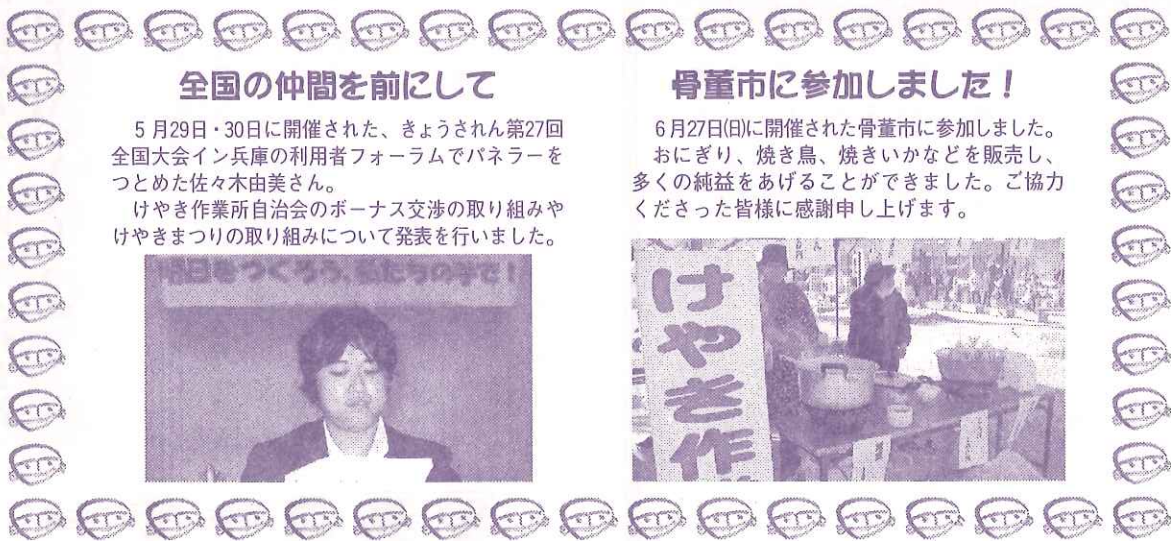 全国の仲間を前にして
5月29日・30日に開催された、きょうされん第27回
全国大会イン兵庫の利用者フォーラムでパネラーを
つとめた佐々木由美さん。
けやき作業所自治会のボーナス交渉の取り組みや
けやきまつりの取り組みについて発表を行いました。
明日をつくろう、私たちの手で!
骨董市に参加しました!
6月27日(日)に開催された骨董市に参加しました。
おにぎり、焼き鳥、焼きいかなどを販売し、
多くの純益をあげることができました。ご協力
くださった皆様に感謝申し上げます。
けやき作